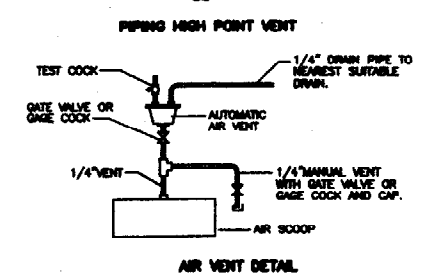 PIPING HIGH POINT VENT
TEST COCK
1/4" DRAIN PIPE TO
NEAREST SUITABLE
DRAIN.
GATE VALVE OR
GAGE COCK
AUTOMATIC
AIR VENT
1/4"VENT
1/4"MANUAL VENT
WITH GATE VALVE OR
GAGE COCK AND CAP.
AIR SCOOP
AIR VENT DETAIL